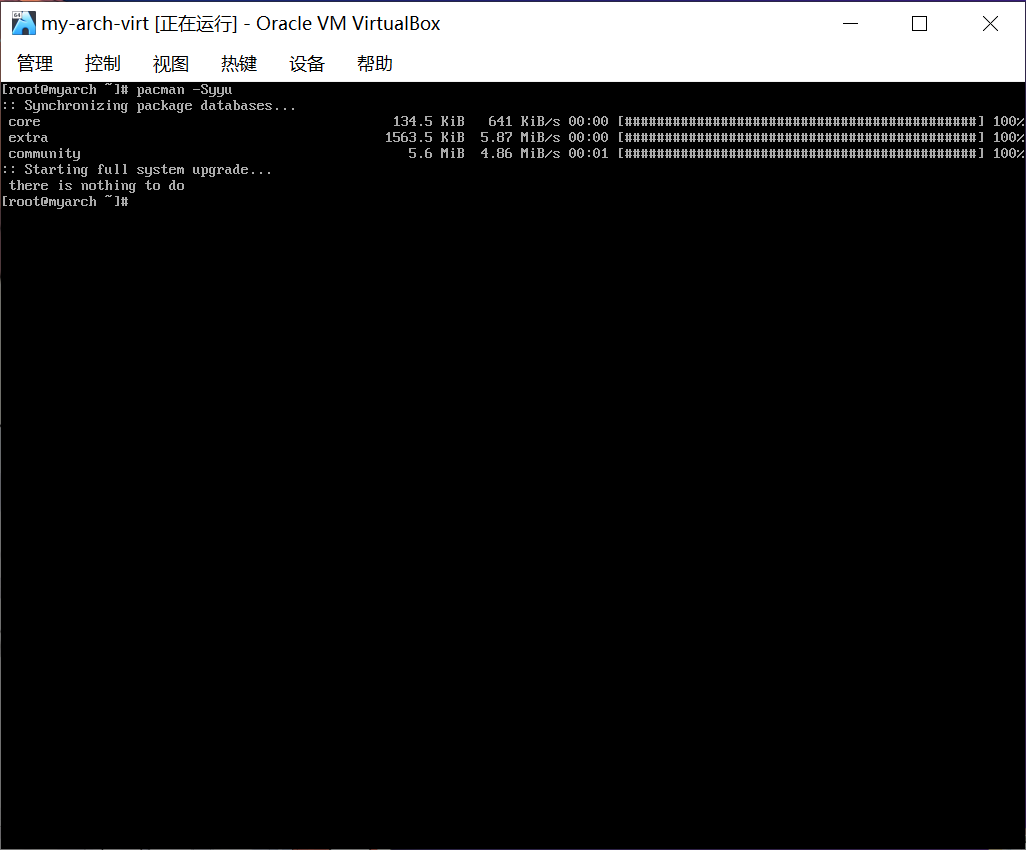 my-arch-virt [正在运行] - Oracle VM VirtualBox
管理 控制 视图 热键 设备 帮助
[root@myarch ~]# pacman -Syyu
:: Synchronizing package databases...
core 134.5 KiB 641 KiB/s 00:00 [############################################] 100%
extra 1563.5 KiB 5.87 MiB/s 00:00 [############################################] 100%
community 5.6 MiB 4.86 MiB/s 00:01 [############################################] 100%
:: Starting full system upgrade...
there is nothing to do
[root@myarch ~]#